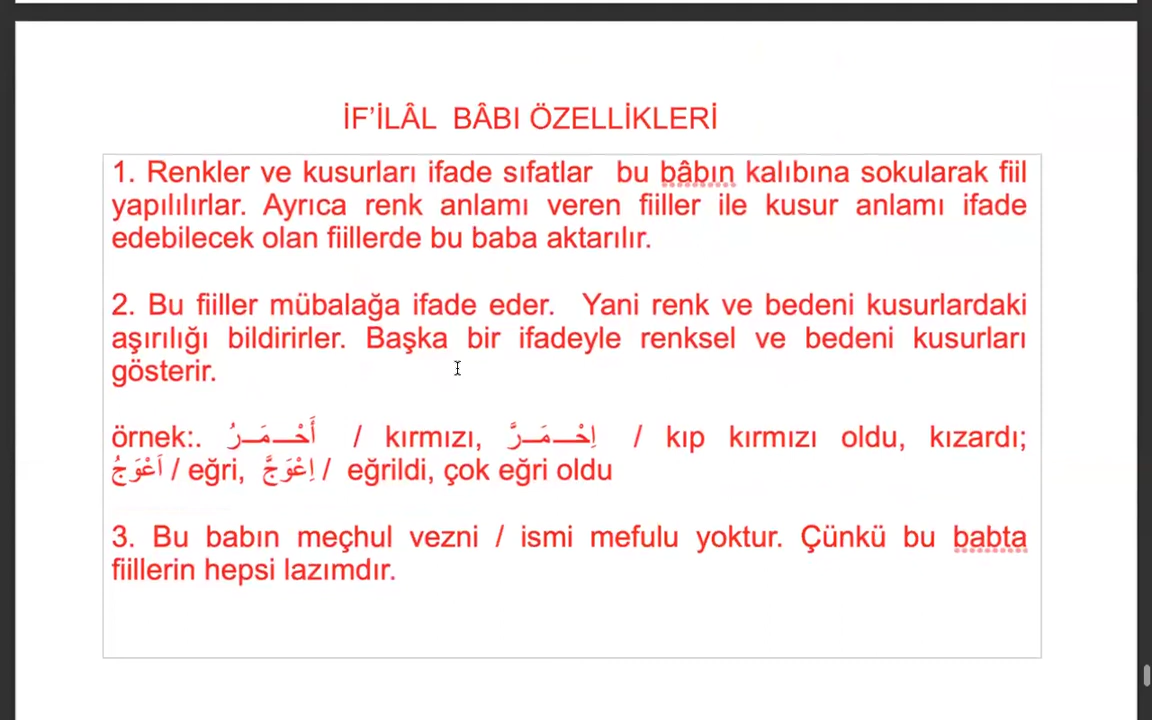 İF’İLÂL BÂBI ÖZELLİKLERİ
1. Renkler ve kusurları ifade sıfatlar bu bâbın kalıbına sokularak fiil
yapılılırlar. Ayrıca renk anlamı veren fiiller ile kusur anlamı ifade
edebilecek olan fiillerde bu baba aktarılır.
2. Bu fiiller mübalağa ifade eder. Yani renk ve bedeni kusurlardaki
aşırılığı bildirirler. Başka bir ifadeyle renksel ve bedeni kusurları
gösterir.
örnek:. أَحْـــمَــرُ / kırmızı, اِحْـــمَــرَّ / kıp kırmızı oldu, kızardı;
اَعْوَجُ / eğri, اِعْوَجَّ / eğrildi, çok eğri oldu
3. Bu babın meçhul vezni / ismi mefulu yoktur. Çünkü bu babta
fiillerin hepsi lazımdır.